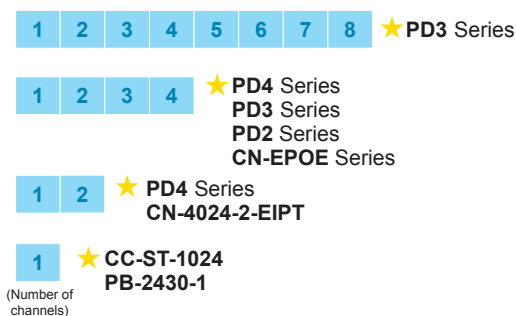 1 2 3 4 5 6 7 8 PD3 Series
1 2 3 4 PD4 Series
PD3 Series
PD2 Series
CN-EPOE Series
1 2 PD4 Series
CN-4024-2-EIPT
1 CC-ST-1024
PB-2430-1
(Number of
channels)